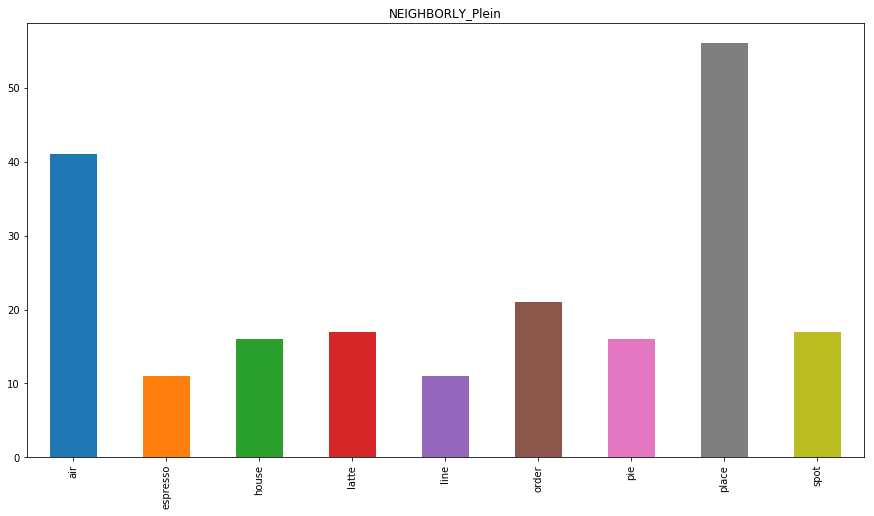 NEIGHBORLY_Plein
50
40
30
20
10
0
air
espresso
house
latte
line
order
pie
place
spot